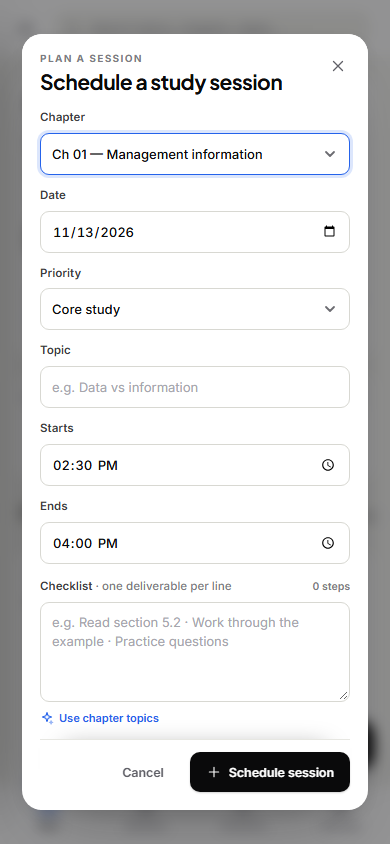 PLAN A SESSION
Schedule a study session
Chapter
Ch 01 — Management information
Date
11/13/2026
Priority
Core study
Topic
e.g. Data vs information
Starts
02:30 PM
Ends
04:00 PM
Checklist · one deliverable per line 0 steps
e.g. Read section 5.2 · Work through the
example · Practice questions
Use chapter topics
Cancel + Schedule session